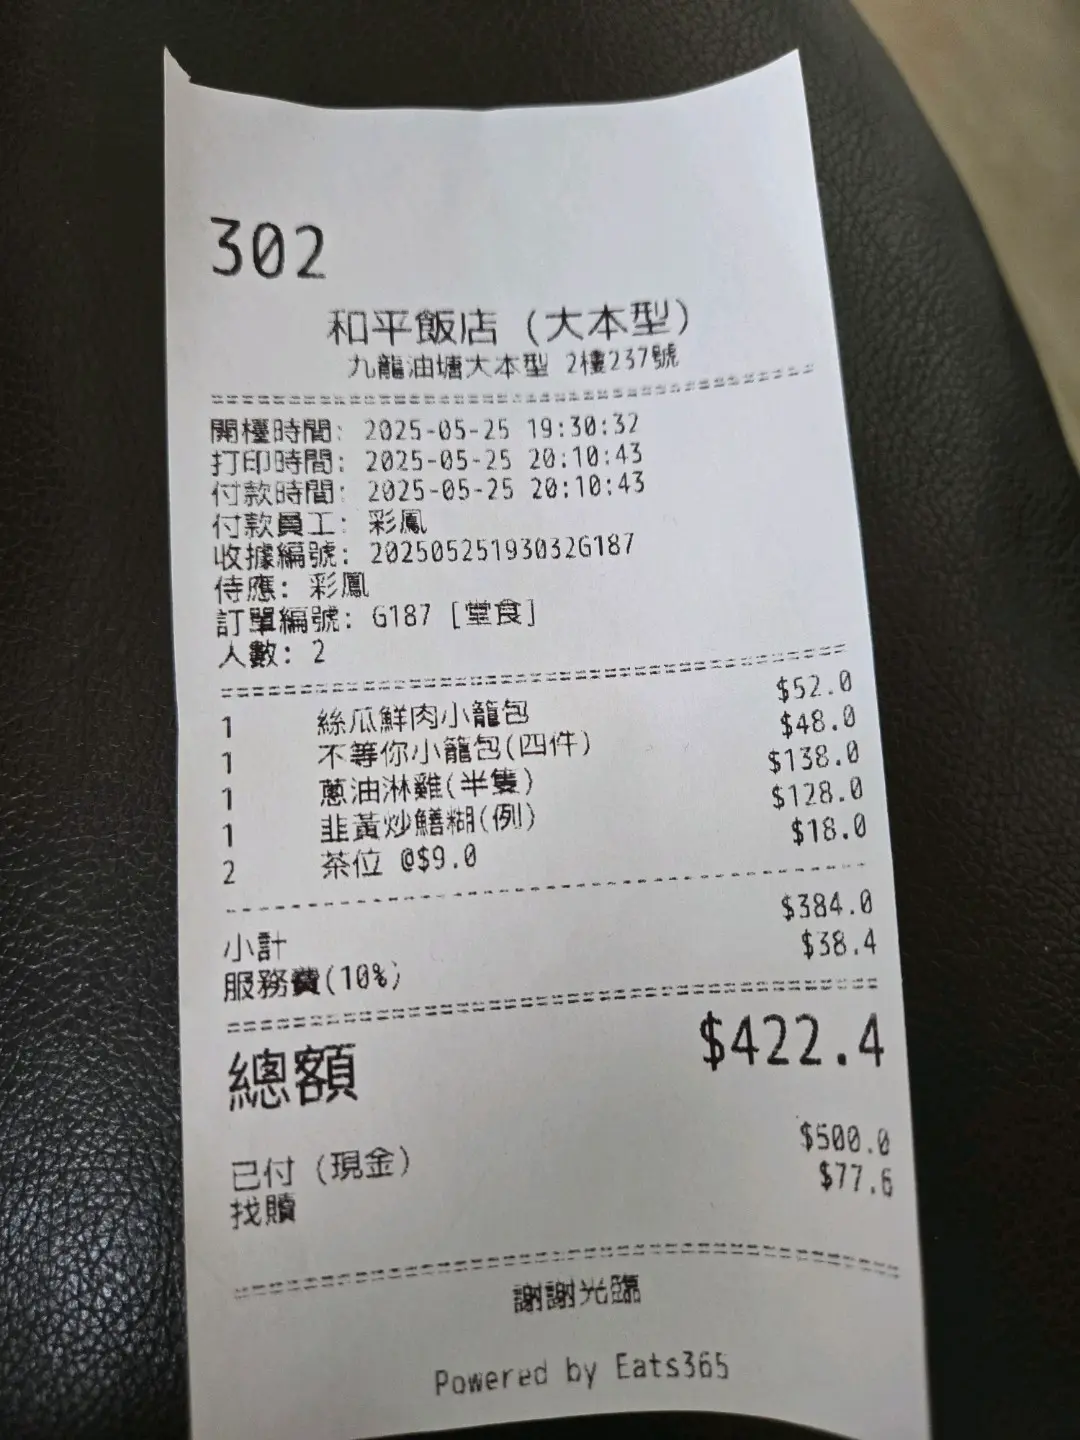 302
和平飯店 (大本型)
九龍油塘大本型 2樓237號
開檯時間: 2025-05-25 19:30:32
打印時間: 2025-05-25 20:10:43
付款時間: 2025-05-25 20:10:43
付款員工: 彩鳳
收據編號: 20250525193032G187
侍應: 彩鳳
訂單編號: G187 [堂食]
人數: 2
1 絲瓜鮮肉小籠包 $52.0
1 不等你小籠包(四件) $48.0
1 蔥油淋雞(半隻) $138.0
1 韭黃炒鱔糊(例) $128.0
2 茶位 @$9.0 $18.0
小計 $384.0
服務費(10%) $38.4
總額 $422.4
已付 (現金) $500.0
找贖 $77.6
謝謝光臨
Powered by Eats365